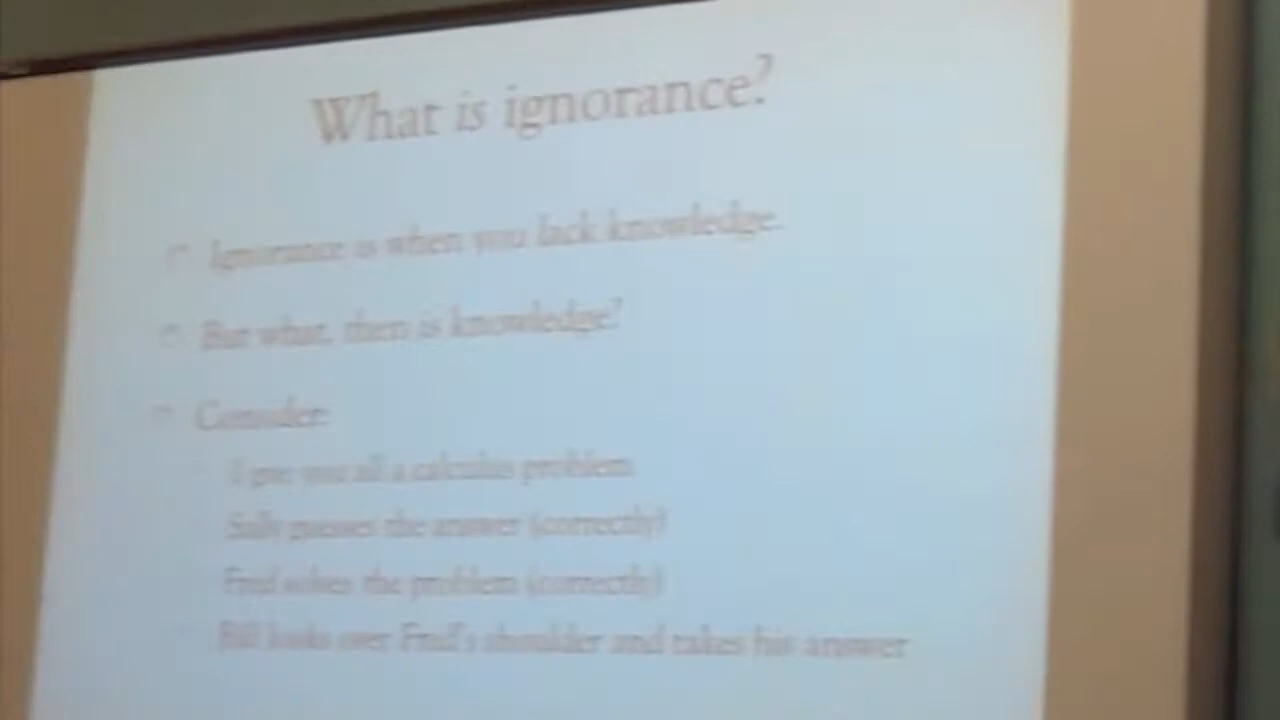 What is ignorance?
Ignorance is when you lack knowledge.
But what, then is knowledge?
Consider:
I give you all a calculus problem
Sally guesses the answer (correctly)
Fred solves the problem (correctly)
Bill looks over Fred's shoulder and takes his answer